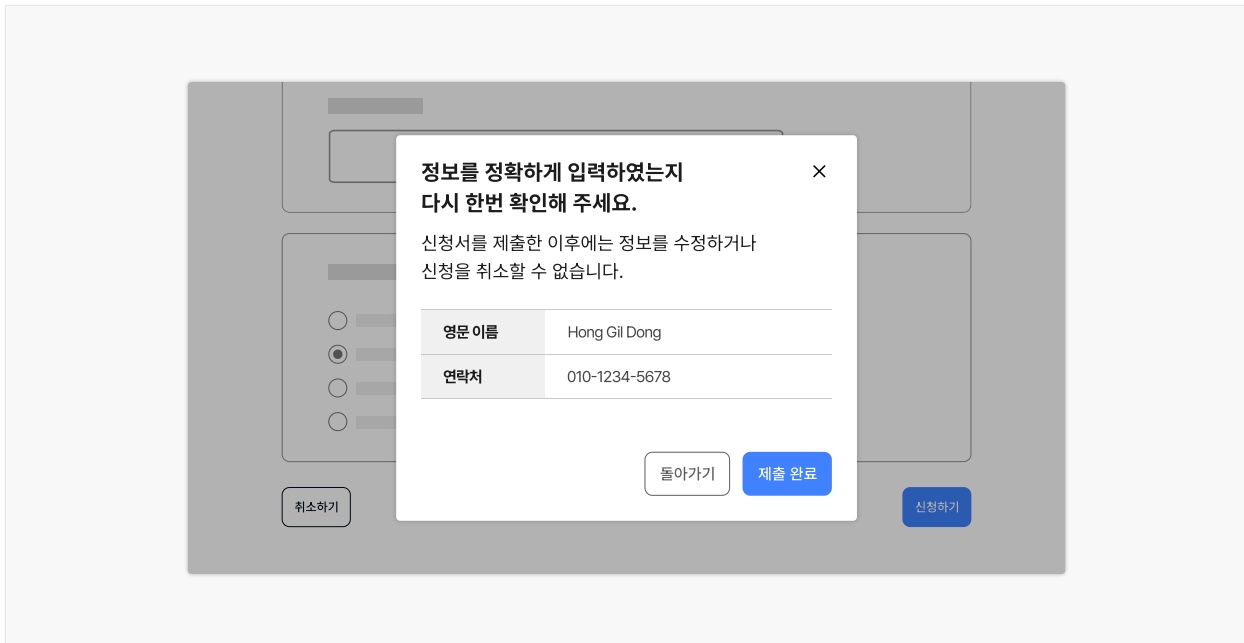 정보를 정확하게 입력하였는지
다시 한번 확인해 주세요.
신청서를 제출한 이후에는 정보를 수정하거나
신청을 취소할 수 없습니다.
영문 이름 Hong Gil Dong
연락처 010-1234-5678
돌아가기 제출 완료
취소하기 신청하기